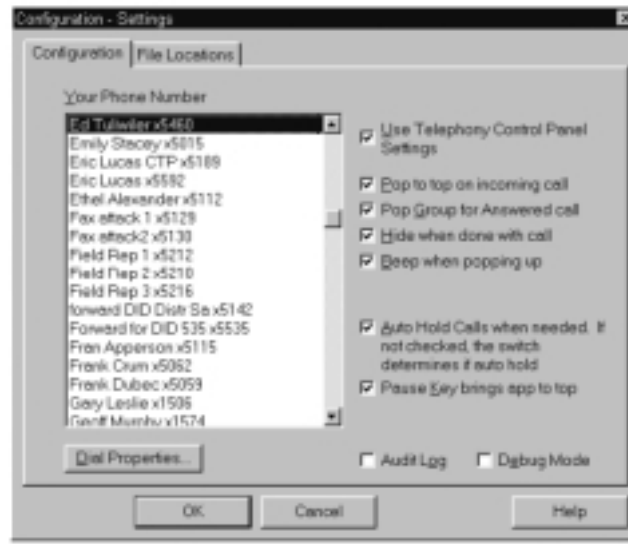 Configuration - Settings
Configuration
File Locations
Your Phone Number
Ed Tuliwiler x5460
Emily Stacey x5015
Eric Lucas CTP x5189
Eric Lucas x5592
Ethel Alexander x5112
Fax attack 1 x5129
Fax attack2 x5130
Field Rep 1 x5212
Field Rep 2 x5210
Field Rep 3 x5216
forward DID Distr Sa x5142
Forward for DID 535 x5535
Fran Apperson x5115
Frank Crum x5062
Frank Dubec x5059
Gary Leslie x1506
Geoff Murphy x1574
Dial Properties...
Use Telephony Control Panel
Settings
Pop to top on incoming call
Pop Group for Answered call
Hide when done with call
Beep when popping up
Auto Hold Calls when needed. If
not checked, the switch
determines if auto hold
Pause Key brings app to top
Audit Log
Debug Mode
OK
Cancel
Help